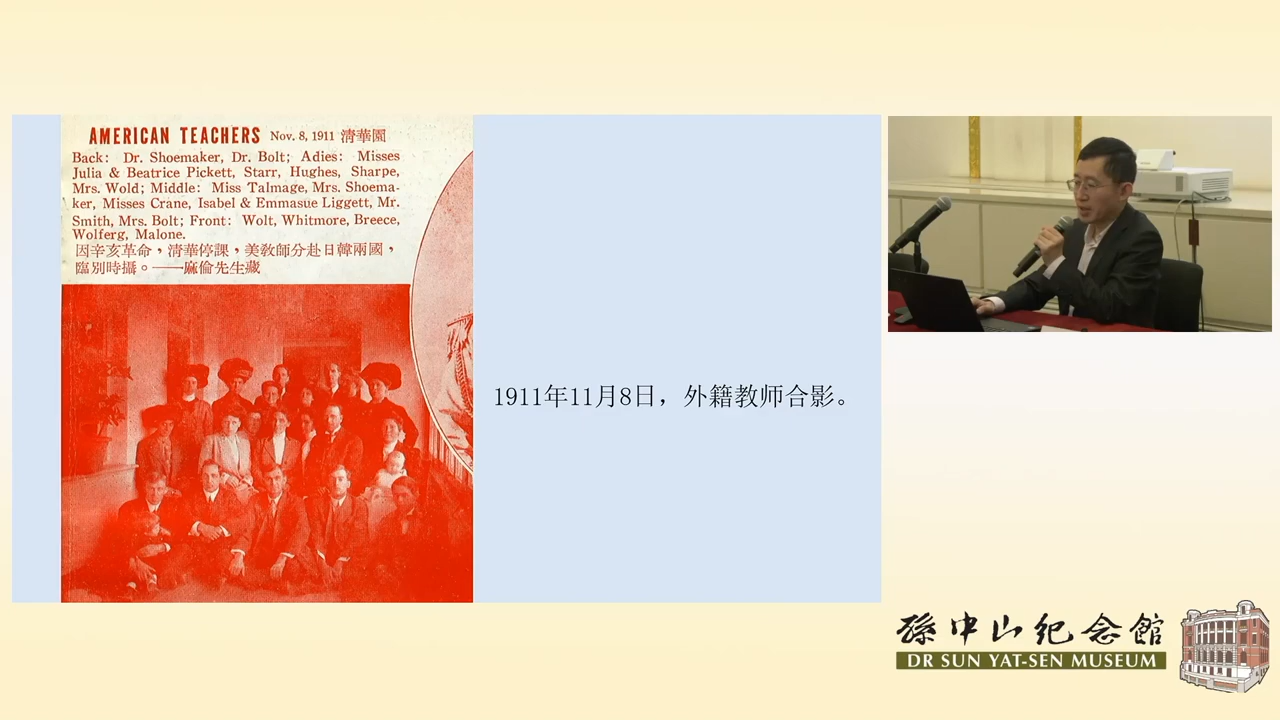 AMERICAN TEACHERS Nov. 8, 1911 淸華園
Back: Dr. Shoemaker, Dr. Bolt; Adies: Misses
Julia & Beatrice Pickett, Starr, Hughes, Sharpe,
Mrs. Wold; Middle: Miss Talmage, Mrs. Shoema-
ker, Misses Crane, Isabel & Emmasue Liggett, Mr.
Smith, Mrs. Bolt; Front: Wolt, Whitmore, Breece,
Wolferg, Malone.
因辛亥革命，淸華停課，美敎師分赴日韓兩國，
臨別時攝。——麻倫先生藏
1911年11月8日，外籍教师合影。
孫中山紀念館
DR SUN YAT-SEN MUSEUM